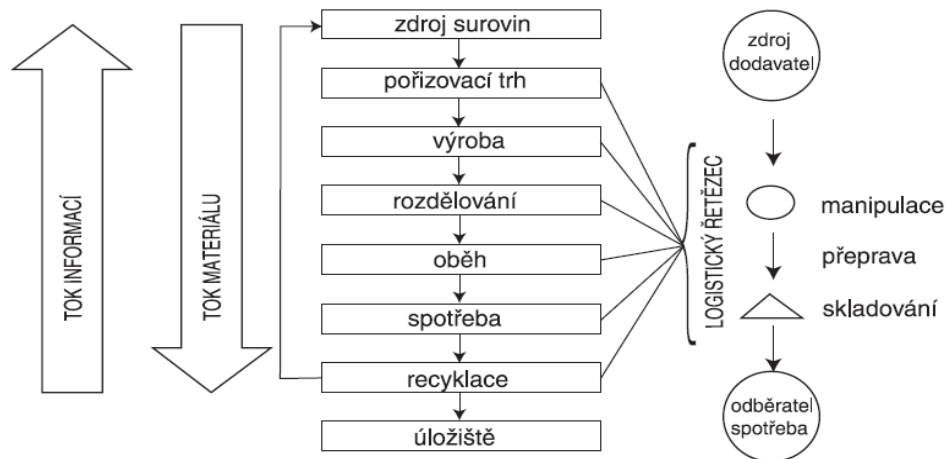 TOK INFORMACÍ
TOK MATERIÁLU
zdroj surovin
pořizovací trh
výroba
rozdělování
oběh
spotřeba
recyklace
úložiště
LOGISTICKÝ ŘETĚZEC
zdroj
dodavatel
manipulace
přeprava
skladování
odběratel
spotřeba